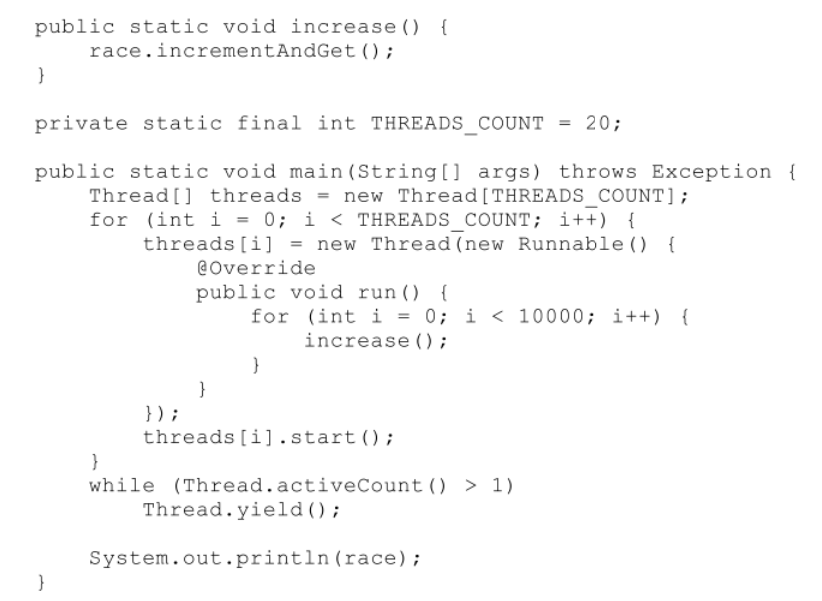 public static void increase() {
    race.incrementAndGet();
}

private static final int THREADS_COUNT = 20;

public static void main(String[] args) throws Exception {
    Thread[] threads = new Thread[THREADS_COUNT];
    for (int i = 0; i < THREADS_COUNT; i++) {
        threads[i] = new Thread(new Runnable() {
            @Override
            public void run() {
                for (int i = 0; i < 10000; i++) {
                    increase();
                }
            }
        });
        threads[i].start();
    }
    while (Thread.activeCount() > 1)
        Thread.yield();

    System.out.println(race);
}